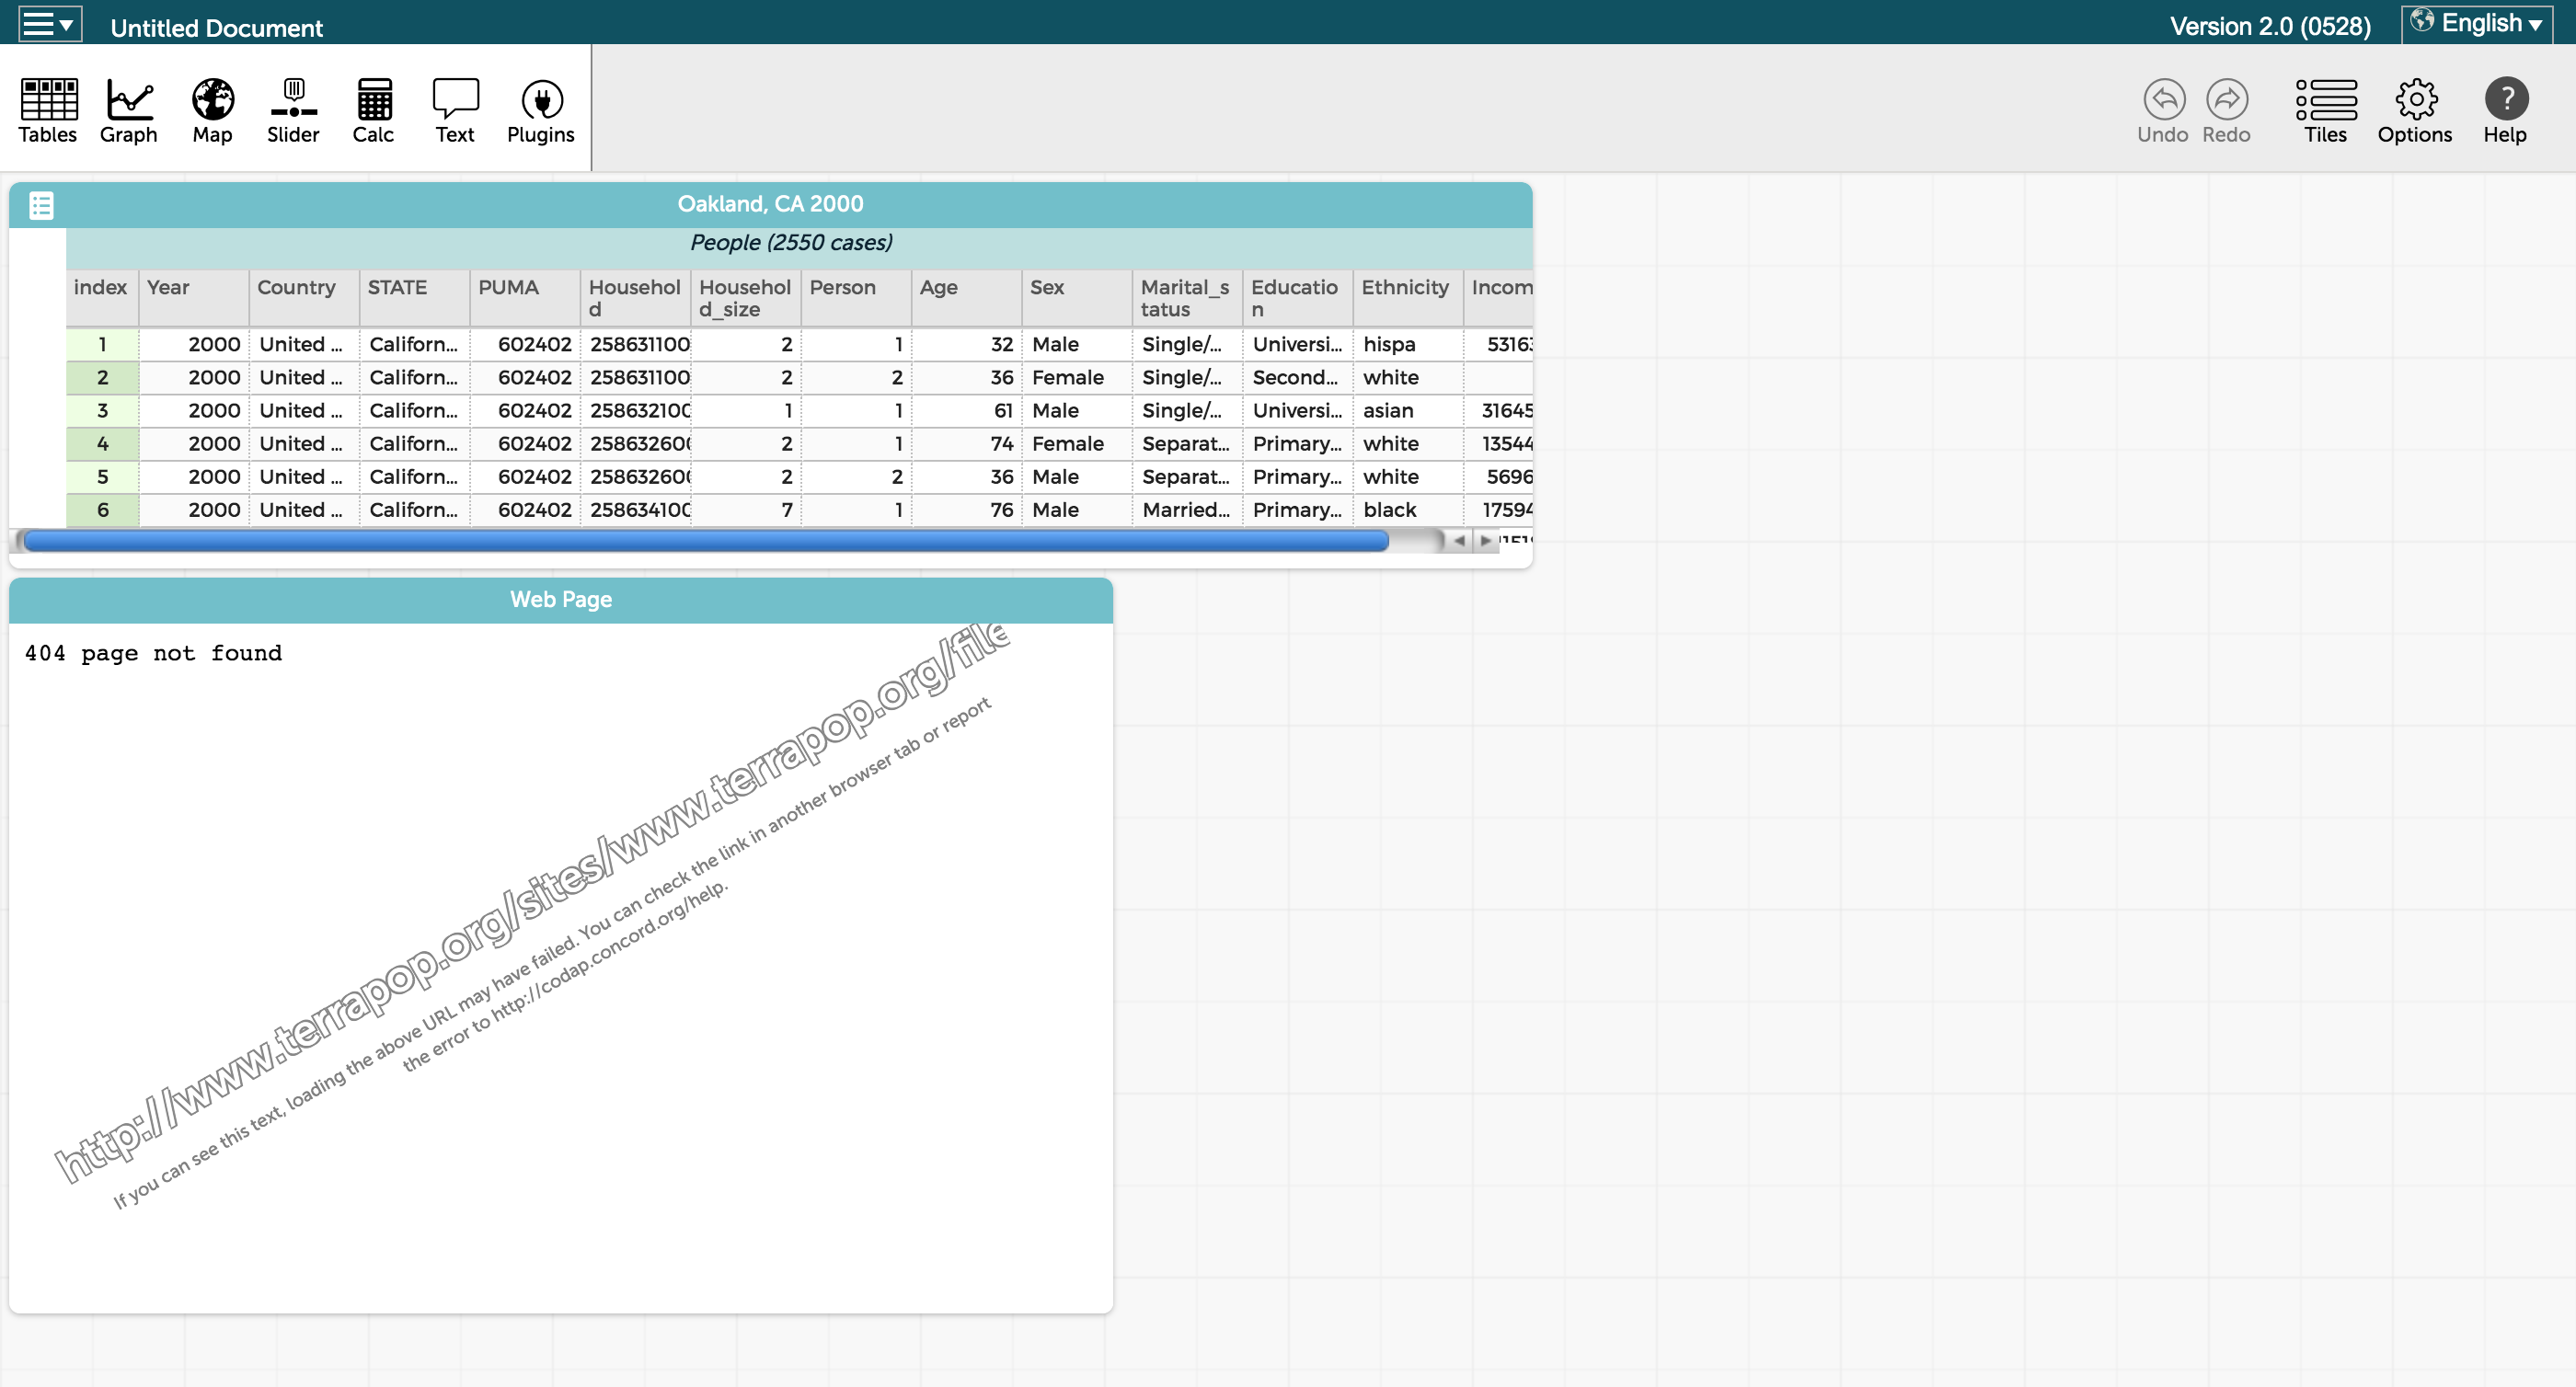 Untitled Document
Version 2.0 (0528)
English
Tables Graph Map Slider Calc Text Plugins
Undo Redo Tiles Options Help
Oakland, CA 2000
People (2550 cases)
index Year Country STATE PUMA Househol d Househol d_size Person Age Sex Marital_s tatus Educatio n Ethnicity Incom
1 2000 United ... Californ... 602402 258631100 2 1 32 Male Single/... Universi... hispa 5316
2 2000 United ... Californ... 602402 258631100 2 2 36 Female Single/... Second... white
3 2000 United ... Californ... 602402 25863210 1 1 61 Male Single/... Universi... asian 31645
4 2000 United ... Californ... 602402 25863260 2 1 74 Female Separat... Primary... white 13544
5 2000 United ... Californ... 602402 25863260 2 2 36 Male Separat... Primary... white 5696
6 2000 United ... Californ... 602402 25863410 7 1 76 Male Married... Primary... black 17594
Web Page
404 page not found
http://www.terrapop.org/sites/www.terrapop.org/file
If you can see this text, loading the above URL may have failed. You can check the link in another browser tab or report
the error to http://codap.concord.org/help.